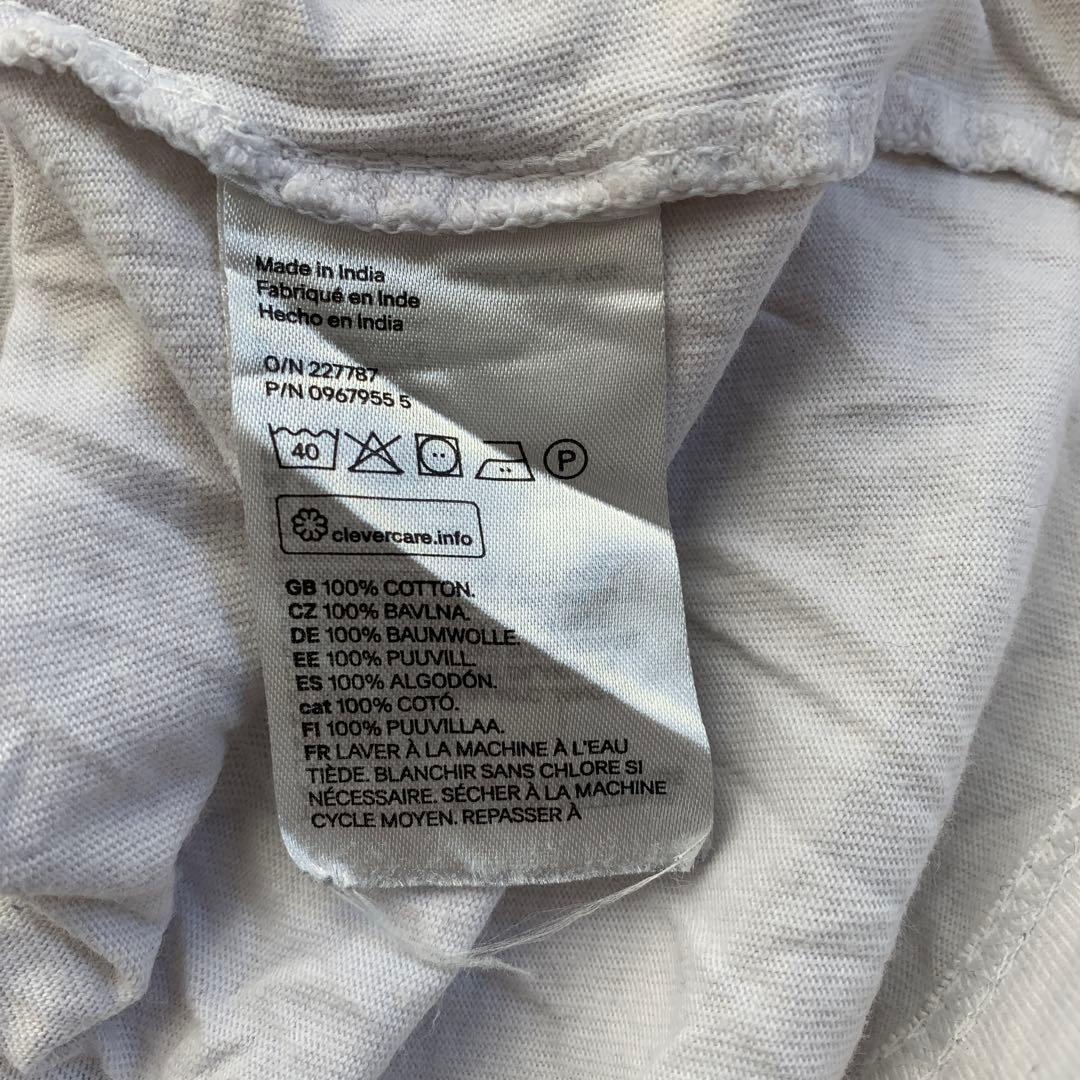 Made in India
Fabriqué en Inde
Hecho en India
O/N 227787
P/N 0967955 5
40 P
clevercare.info
GB 100% COTTON.
CZ 100% BAVLNA.
DE 100% BAUMWOLLE.
EE 100% PUUVILL.
ES 100% ALGODÓN.
cat 100% COTÓ.
FI 100% PUUVILLAA.
FR LAVER À LA MACHINE À L'EAU
TIÈDE. BLANCHIR SANS CHLORE SI
NÉCESSAIRE. SÉCHER À LA MACHINE
CYCLE MOYEN. REPASSER À